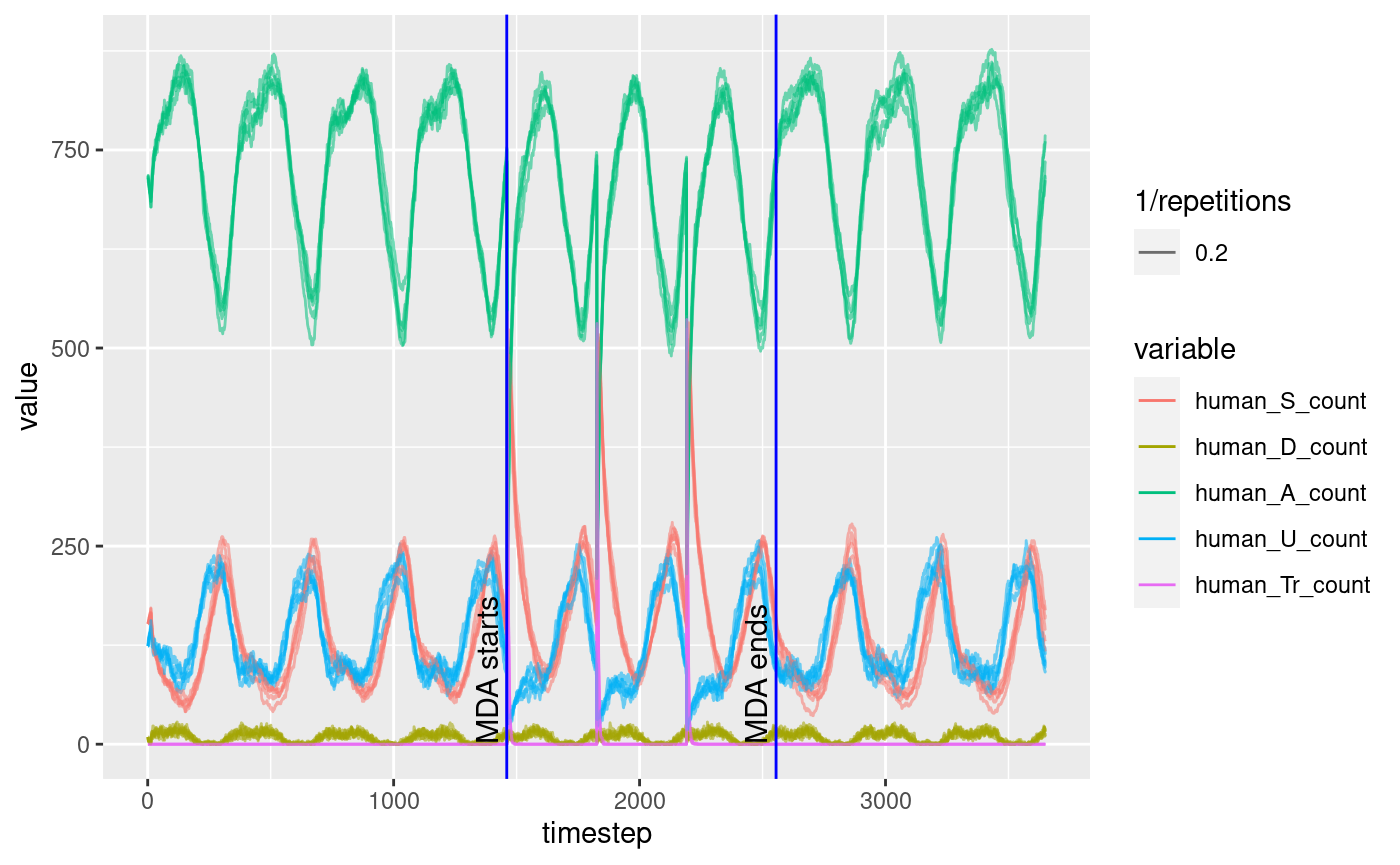 750
500
250
0
value
MDA starts
MDA ends
0
1000
2000
3000
timestep
1/repetitions
0.2
variable
human_S_count
human_D_count
human_A_count
human_U_count
human_Tr_count